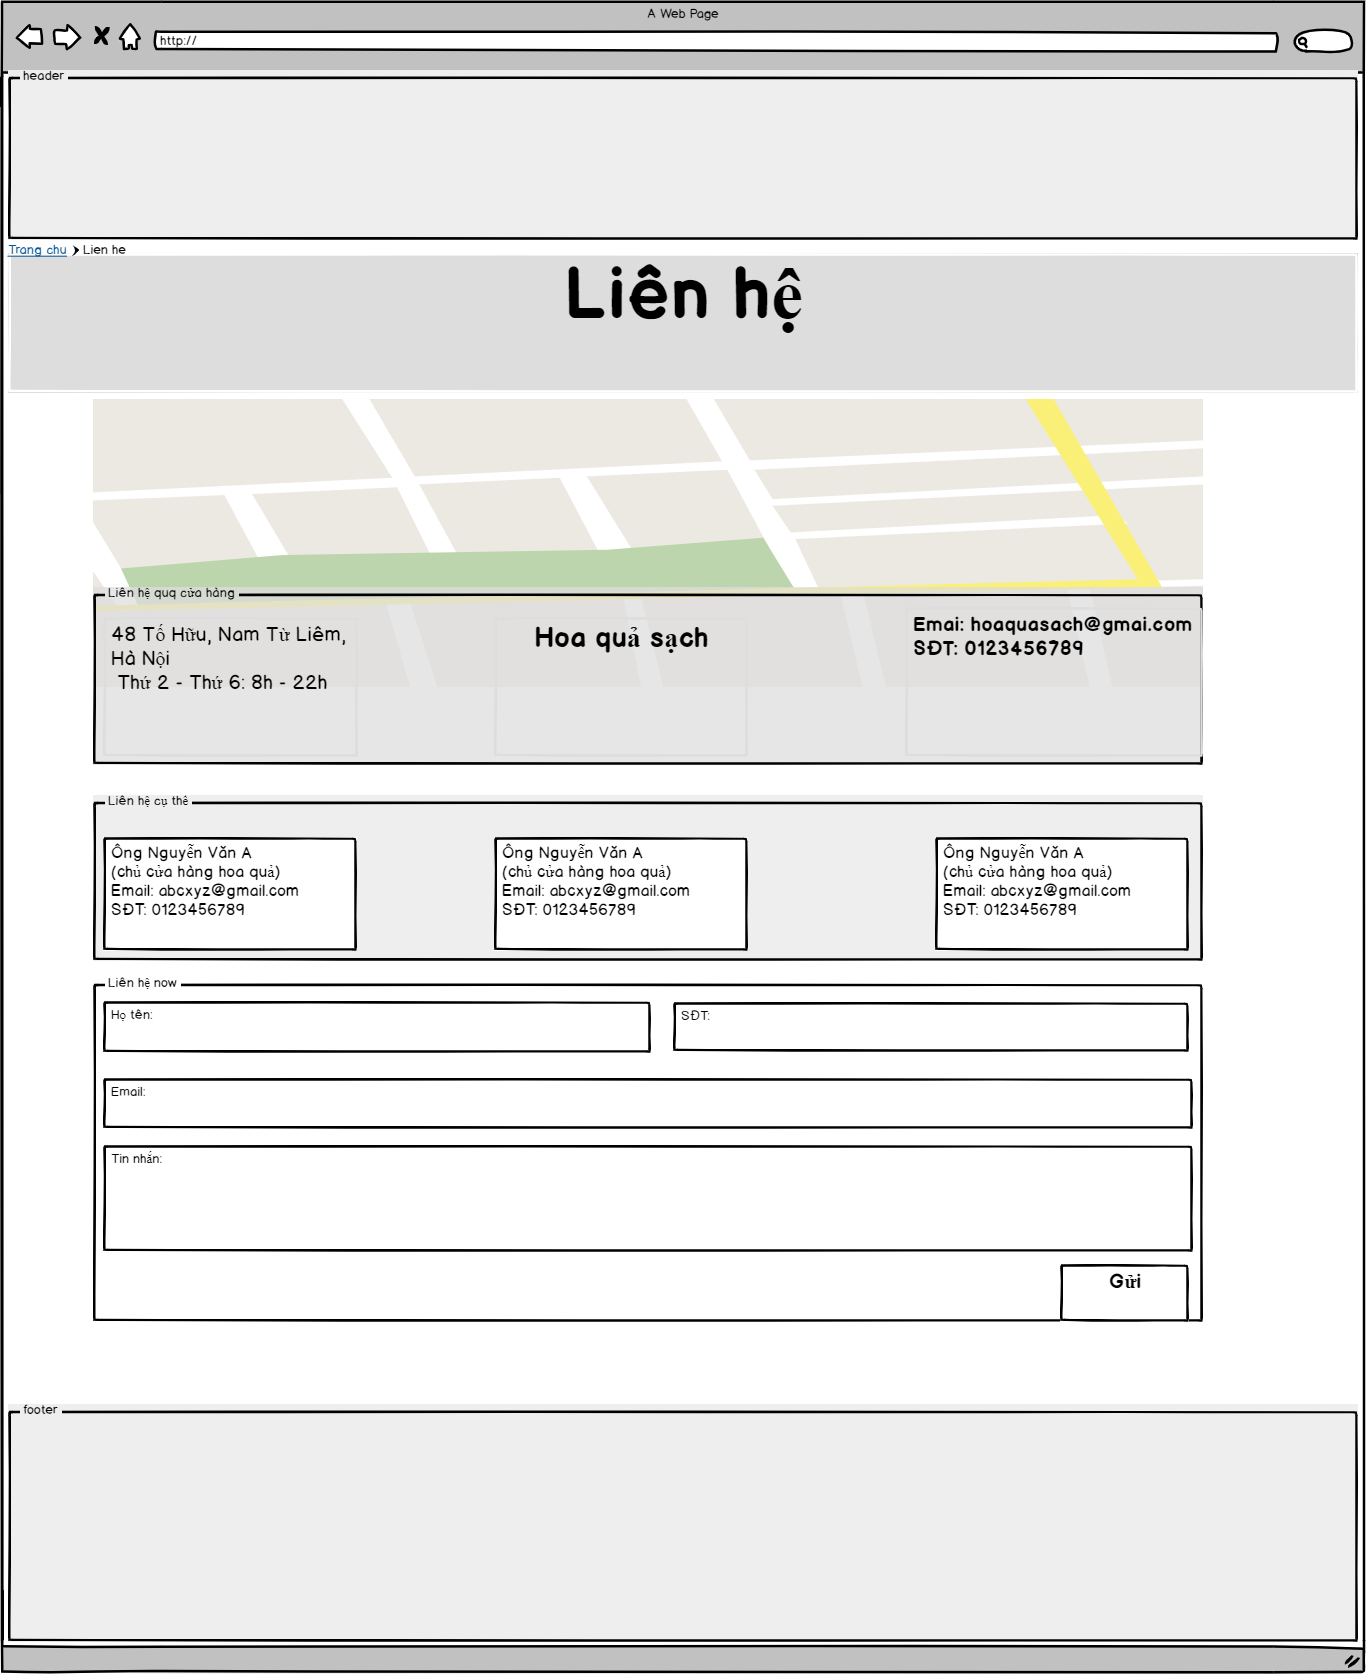 A Web Page
http://
header
Trang chu Lien he
Liên hệ
Liên hệ quq cửa hàng
48 Tố Hữu, Nam Từ Liêm,
Hà Nội
Thứ 2 - Thứ 6: 8h - 22h
Hoa quả sạch
Emai: hoaquasach@gmai.com
SĐT: 0123456789
Liên hệ cụ thê
Ông Nguyễn Văn A
(chủ cửa hàng hoa quả)
Email: abcxyz@gmail.com
SĐT: 0123456789
Ông Nguyễn Văn A
(chủ cửa hàng hoa quả)
Email: abcxyz@gmail.com
SĐT: 0123456789
Ông Nguyễn Văn A
(chủ cửa hàng hoa quả)
Email: abcxyz@gmail.com
SĐT: 0123456789
Liên hệ now
Họ tên:
SĐT:
Email:
Tin nhắn:
Gửi
footer